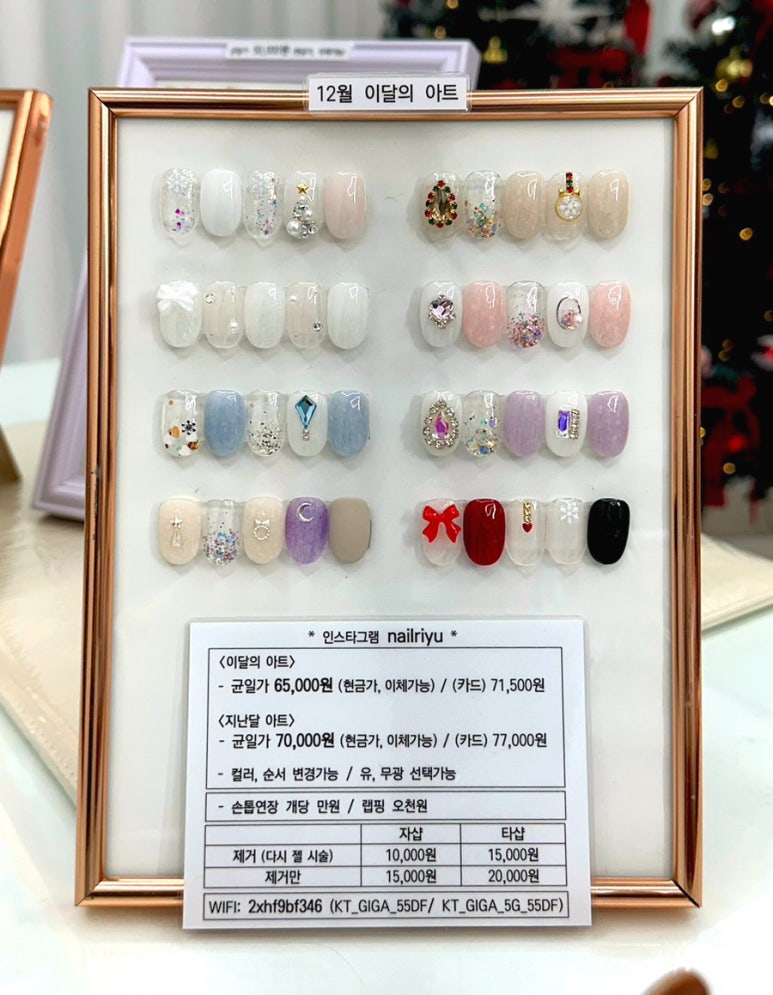 12월 이달의 아트
* 인스타그램 nailriyu *
<이달의 아트>
- 균일가 65,000원 (현금가, 이체가능) / (카드) 71,500원
<지난달 아트>
- 균일가 70,000원 (현금가, 이체가능) / (카드) 77,000원
- 컬러, 순서 변경가능 / 유, 무광 선택가능
- 손톱연장 개당 만원 / 랩핑 오천원
자샵 타샵
제거 (다시 젤 시술) 10,000원 15,000원
제거만 15,000원 20,000원
WIFI: 2xhf9bf346 (KT_GIGA_55DF/ KT_GIGA_5G_55DF)